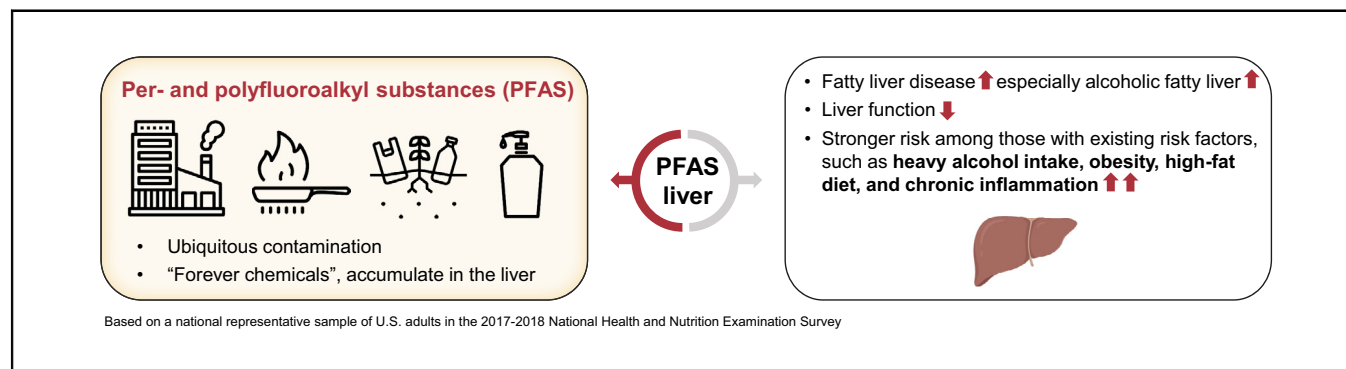 Per- and polyfluoroalkyl substances (PFAS)
• Ubiquitous contamination
• “Forever chemicals”, accumulate in the liver
PFAS
liver
• Fatty liver disease ⬆ especially alcoholic fatty liver ⬆
• Liver function ⬇
• Stronger risk among those with existing risk factors,
such as heavy alcohol intake, obesity, high-fat
diet, and chronic inflammation ⬆⬆
Based on a national representative sample of U.S. adults in the 2017-2018 National Health and Nutrition Examination Survey